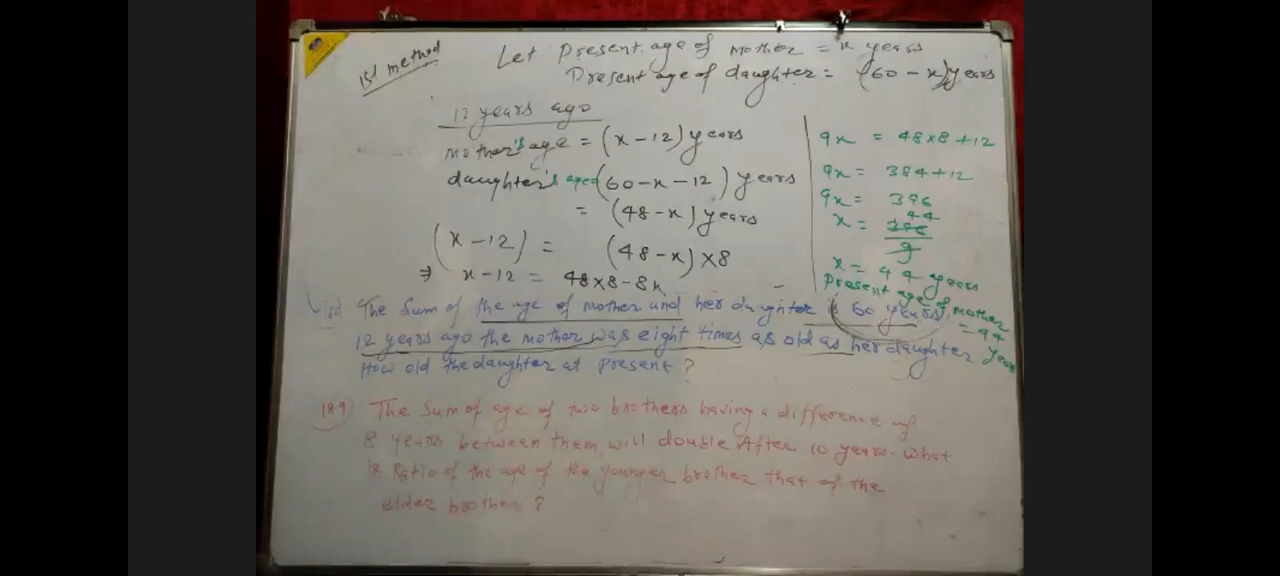 1st method
Let Present age of mother = x years
Present age of daughter = (60 - x) years
12 years ago
mother's age = (x - 12) years
daughter's age = (60 - x - 12) years
= (48 - x) years
(x - 12) = (48 - x) × 8
⇒ x - 12 = 48×8 - 8x
9x = 48×8 + 12
9x = 384 + 12
9x = 396
44
x = 396
9
x = 44 years
Present age of mother
= 44 years
The Sum of the age of mother and her daughter is 60 years.
12 years ago the mother was eight times as old as her daughter
How old the daughter at Present?
189) The Sum of age of two brothers having a difference of
8 years between them will double After 10 years. What
is Ratio of the age of the younger brother that of the
elder brother?